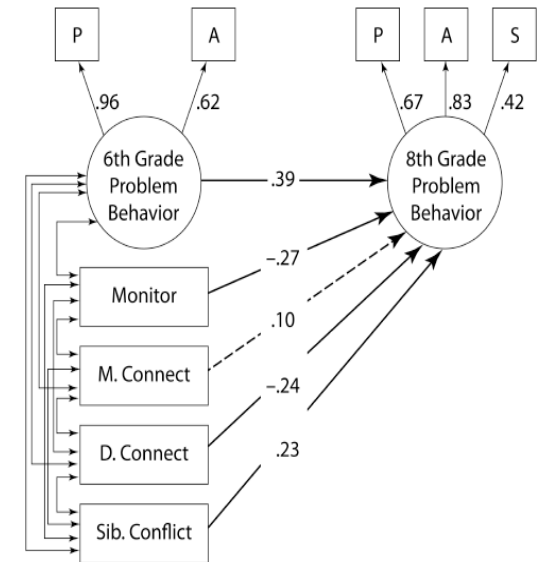 P A P A S
.96 .62 .67 .83 .42
6th Grade
Problem
Behavior
8th Grade
Problem
Behavior
.39
–.27
Monitor
.10
M. Connect
–.24
D. Connect
.23
Sib. Conflict